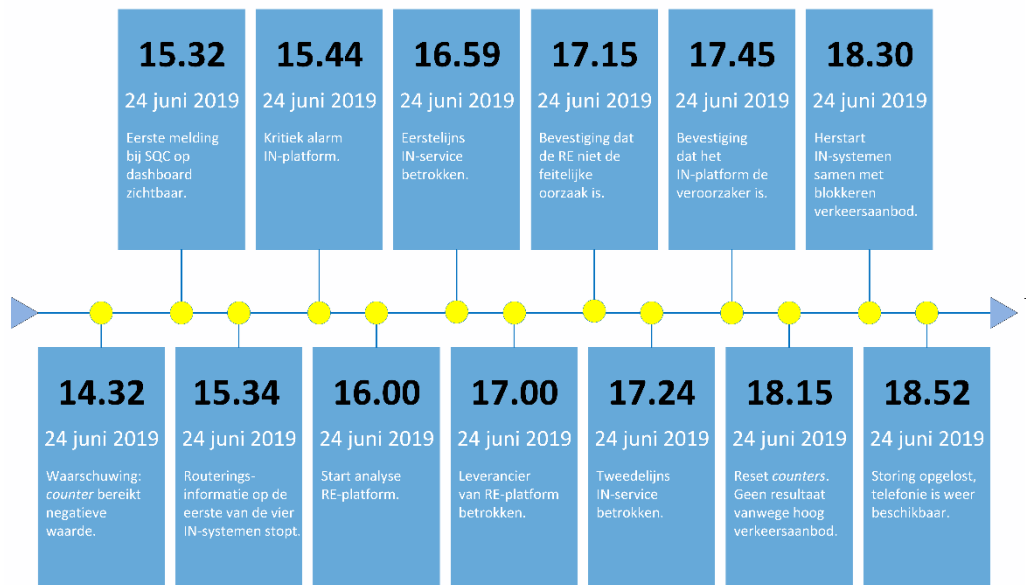 15.32
24 juni 2019
Eerste melding
bij SQC op
dashboard
zichtbaar.
15.44
24 juni 2019
Kritiek alarm
IN-platform.
16.59
24 juni 2019
Eerstelijns
IN-service
betrokken.
17.15
24 juni 2019
Bevestiging dat
de RE niet de
feitelijke
oorzaak is.
17.45
24 juni 2019
Bevestiging
dat het
IN-platform de
veroorzaker is.
18.30
24 juni 2019
Herstart
IN-systemen
samen met
blokkeren
verkeersaanbod.
14.32
24 juni 2019
Waarschuwing:
counter bereikt
negatieve
waarde.
15.34
24 juni 2019
Routerings-
informatie op de
eerste van de vier
IN-systemen stopt.
16.00
24 juni 2019
Start analyse
RE-platform.
17.00
24 juni 2019
Leverancier
van RE-platform
betrokken.
17.24
24 juni 2019
Tweedelijns
IN-service
betrokken.
18.15
24 juni 2019
Reset counters.
Geen resultaat
vanwege hoog
verkeersaanbod.
18.52
24 juni 2019
Storing opgelost,
telefonie is weer
beschikbaar.